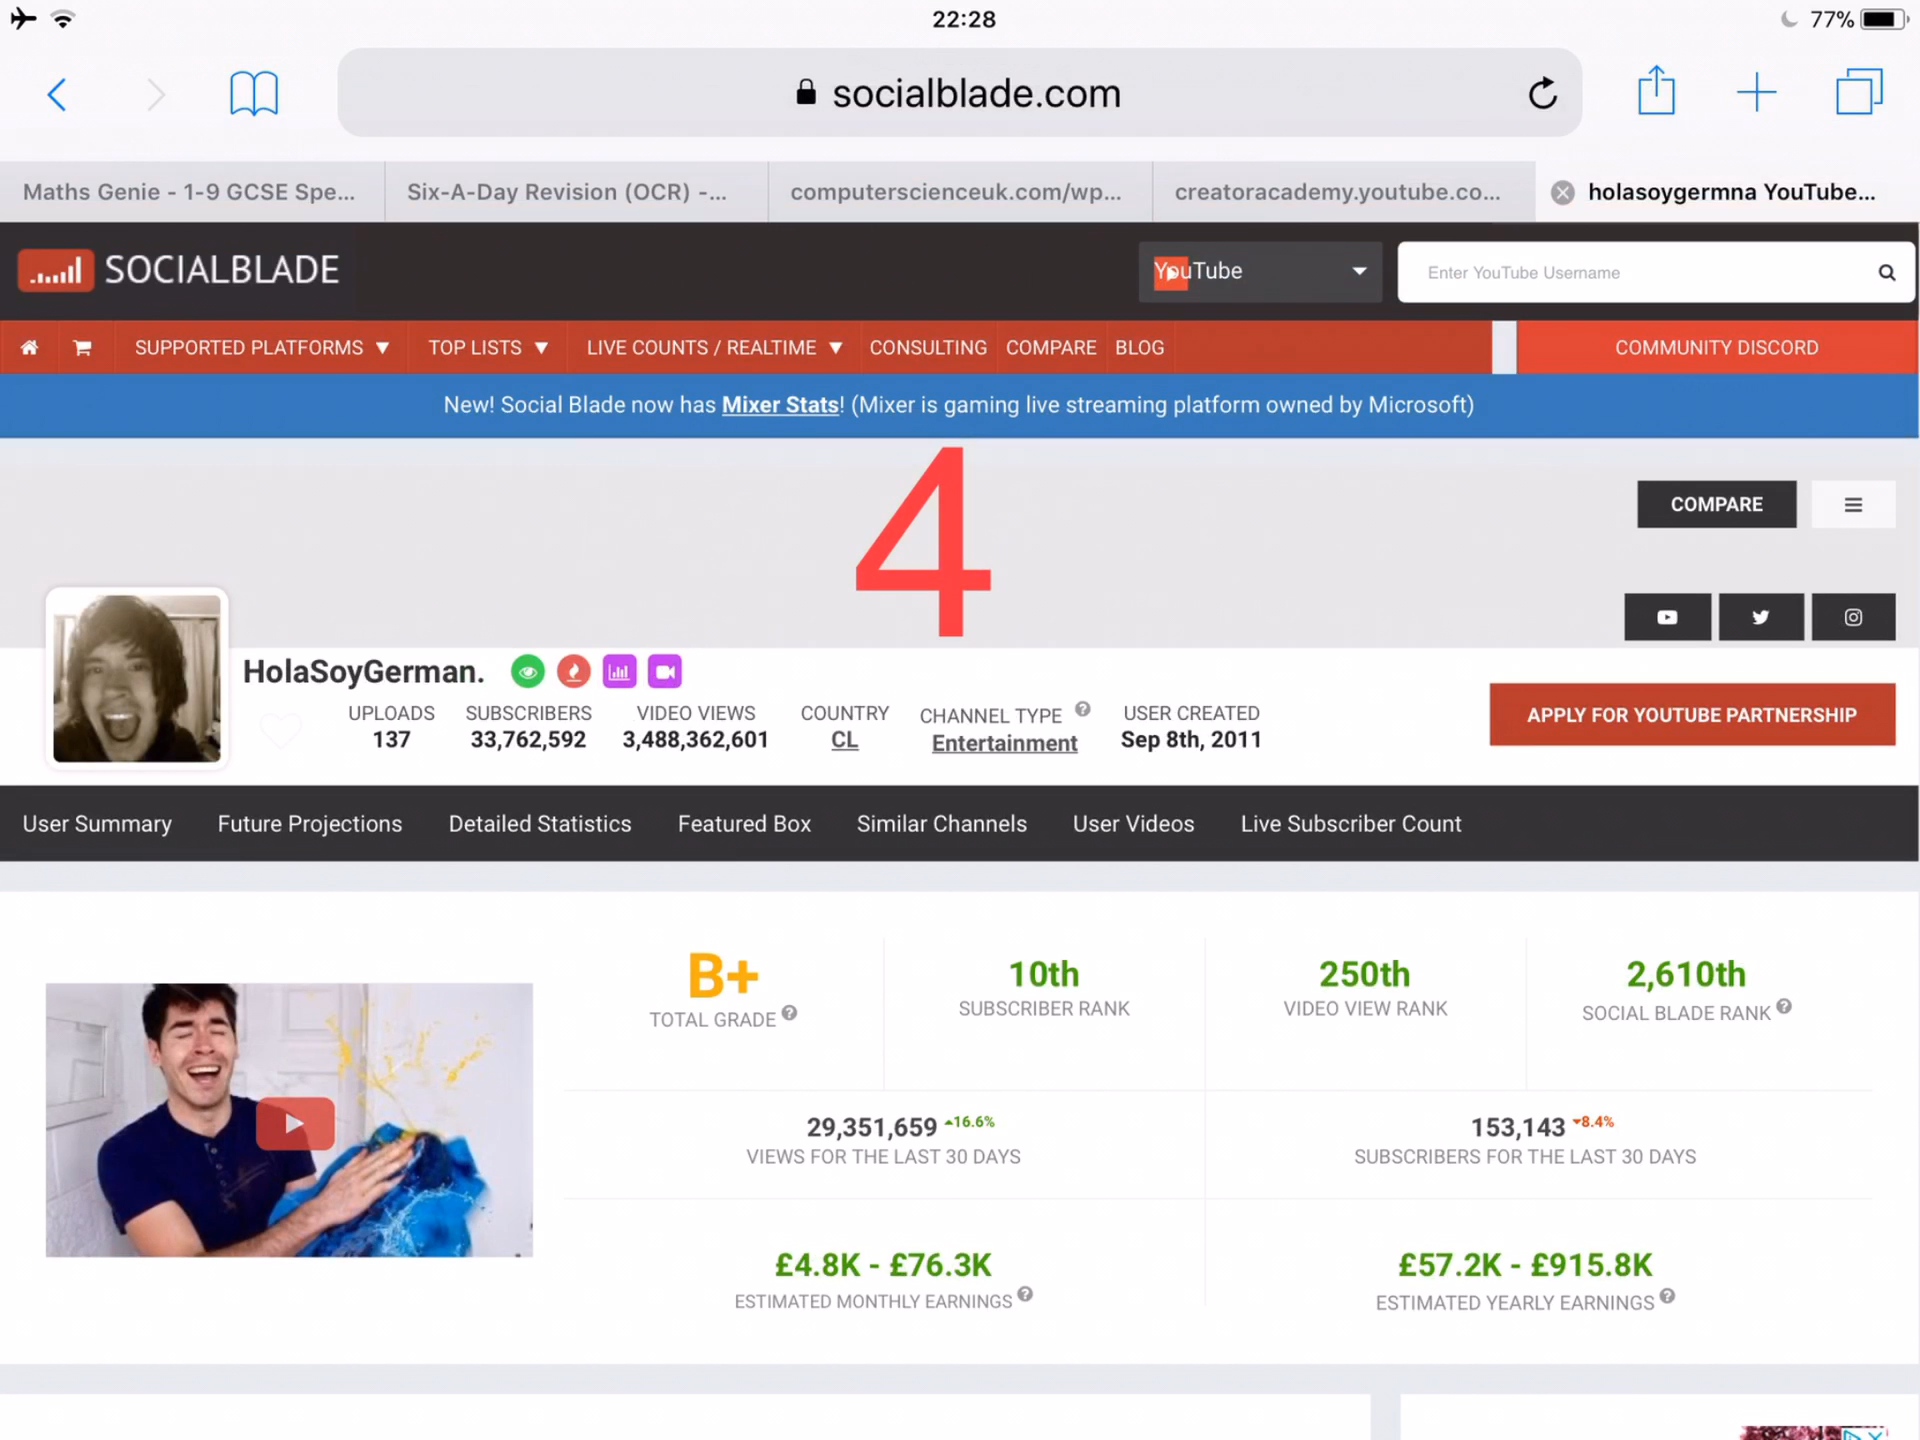 22:28
77%
socialblade.com
Maths Genie - 1-9 GCSE Spe...
Six-A-Day Revision (OCR) -...
computerscienceuk.com/wp...
creatoracademy.youtube.co...
holasoygermna YouTube...
SOCIALBLADE
YouTube
Enter YouTube Username
SUPPORTED PLATFORMS ▼
TOP LISTS ▼
LIVE COUNTS / REALTIME ▼
CONSULTING
COMPARE
BLOG
COMMUNITY DISCORD
New! Social Blade now has Mixer Stats! (Mixer is gaming live streaming platform owned by Microsoft)
4
COMPARE
HolaSoyGerman.
UPLOADS
137
SUBSCRIBERS
33,762,592
VIDEO VIEWS
3,488,362,601
COUNTRY
CL
CHANNEL TYPE
Entertainment
USER CREATED
Sep 8th, 2011
APPLY FOR YOUTUBE PARTNERSHIP
User Summary
Future Projections
Detailed Statistics
Featured Box
Similar Channels
User Videos
Live Subscriber Count
B+
TOTAL GRADE
10th
SUBSCRIBER RANK
250th
VIDEO VIEW RANK
2,610th
SOCIAL BLADE RANK
29,351,659 16.6%
VIEWS FOR THE LAST 30 DAYS
153,143 8.4%
SUBSCRIBERS FOR THE LAST 30 DAYS
£4.8K - £76.3K
ESTIMATED MONTHLY EARNINGS
£57.2K - £915.8K
ESTIMATED YEARLY EARNINGS